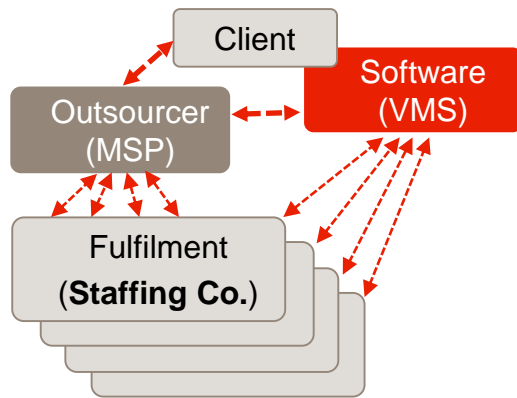 Client
Software
(VMS)
Outsourcer
(MSP)
Fulfilment
(Staffing Co.)